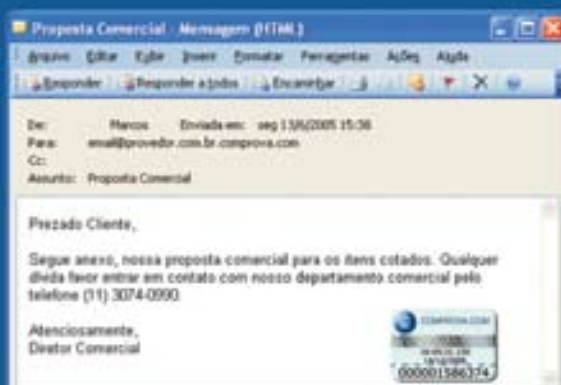 Proposta Comercial - Mensagem (HTML)
Arquivo Editar Exibir Inserir Formatar Ferramentas Ações Ajuda
Responder Responder a todos Encaminhar
De: Marcos Enviada em: seg 13/6/2005 15:38
Para: email@provedor.com.br.comprova.com
Cc:
Assunto: Proposta Comercial
Prezado Cliente,
Segue anexo, nossa proposta comercial para os itens cotados. Qualquer
dúvida favor entrar em contato com nosso departamento comercial pelo
telefone (11) 3074-0990.
Atenciosamente,
Diretor Comercial
COMPROVA.COM
000001586374